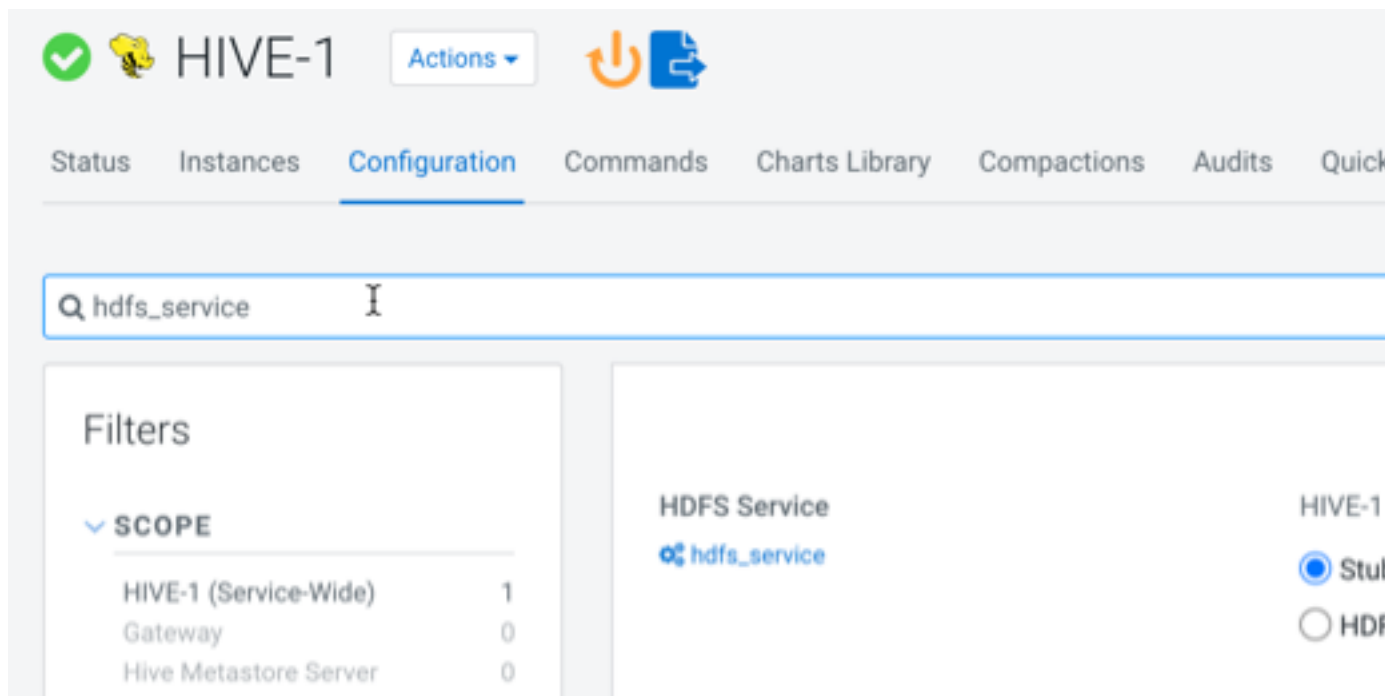 HIVE-1 Actions
Status Instances Configuration Commands Charts Library Compactions Audits Quick
hdfs_service
Filters
SCOPE
HIVE-1 (Service-Wide) 1
Gateway 0
Hive Metastore Server 0
HDFS Service
hdfs_service
HIVE-1